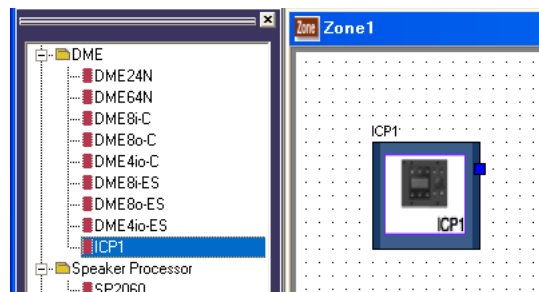 DME
DME24N
DME64N
DME8i-C
DME8o-C
DME4io-C
DME8i-ES
DME8o-ES
DME4io-ES
ICP1
Speaker Processor
SP2060
Zone Zone1
ICP1
ICP1